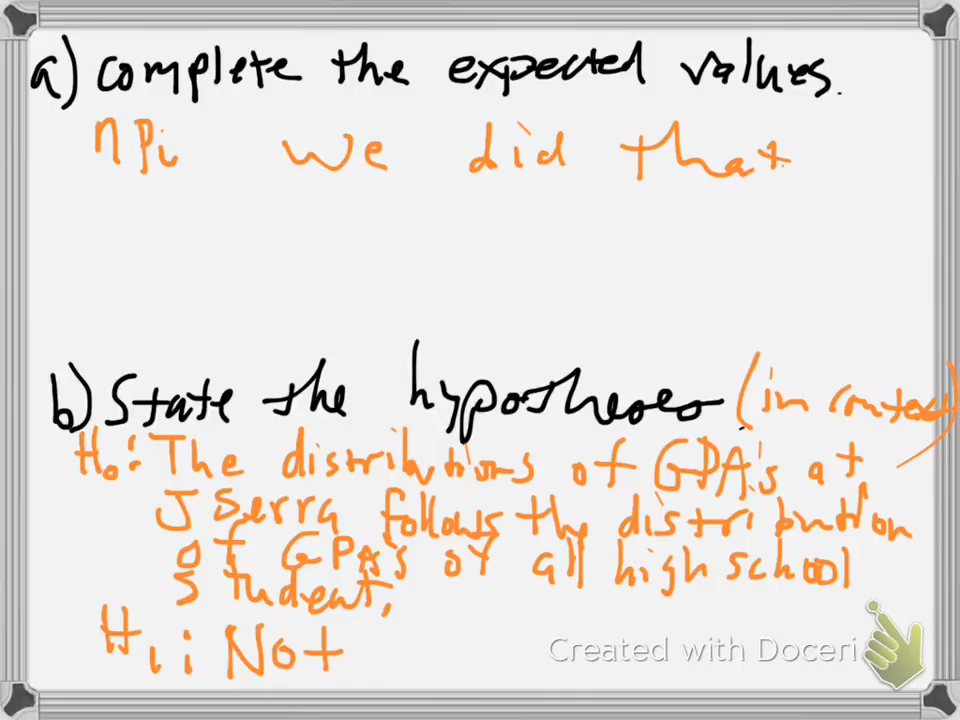 a) complete the expected values.
nPi we did that
b) State the hypotheses (in context)
Ho: The distributions of GPA's at
J Serra follows the distribution
of GPA's of all high school
student,
H1: Not
Created with Doceri